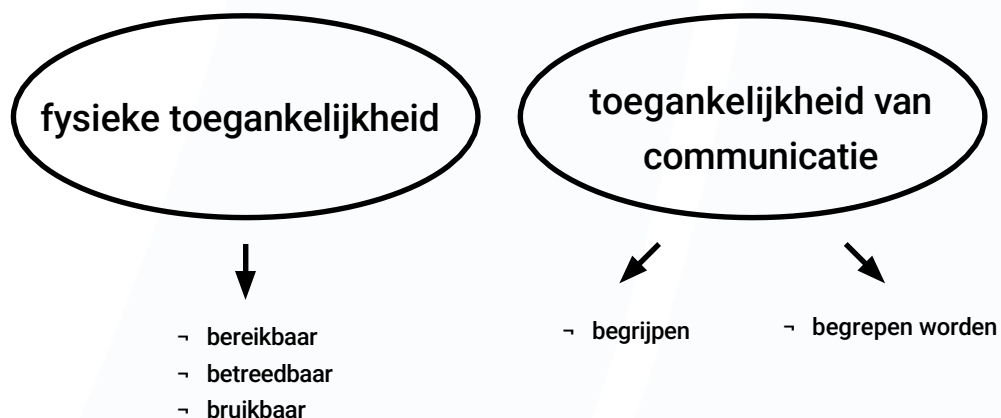 fysieke toegankelijkheid
toegankelijkheid van
communicatie
¬ bereikbaar
¬ betreedbaar
¬ bruikbaar
¬ begrijpen
¬ begrepen worden